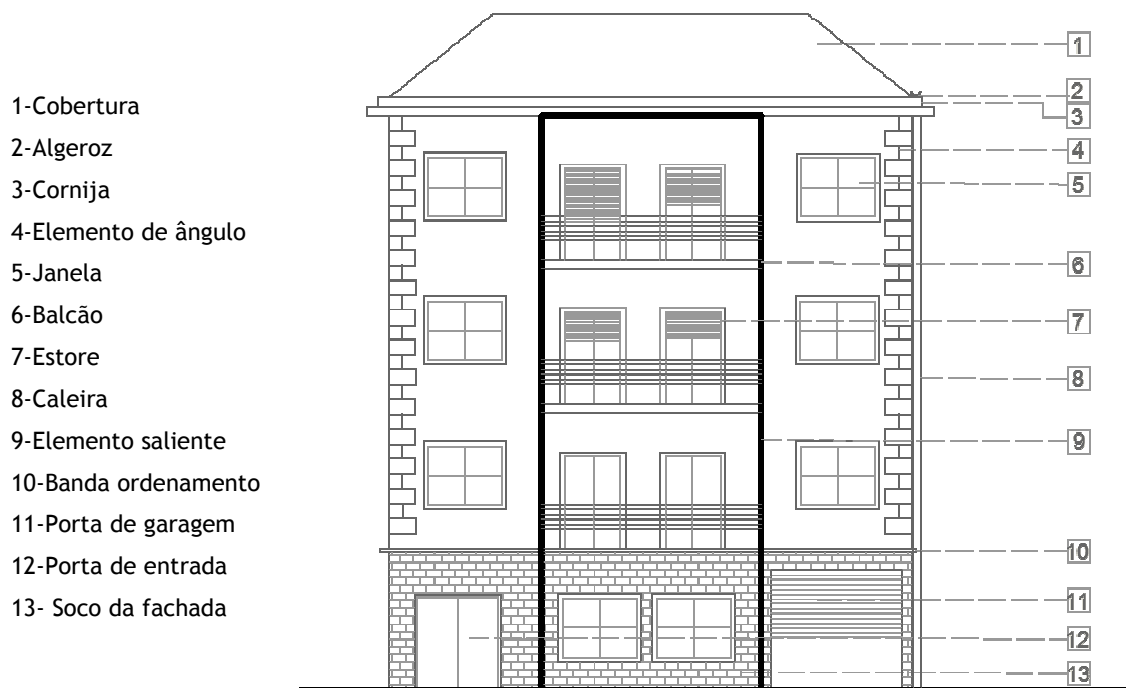 1-Cobertura
2-Algeroz
3-Cornija
4-Elemento de ângulo
5-Janela
6-Balcão
7-Estore
8-Caleira
9-Elemento saliente
10-Banda ordenamento
11-Porta de garagem
12-Porta de entrada
13- Soco da fachada
1
2
3
4
5
6
7
8
9
10
11
12
13